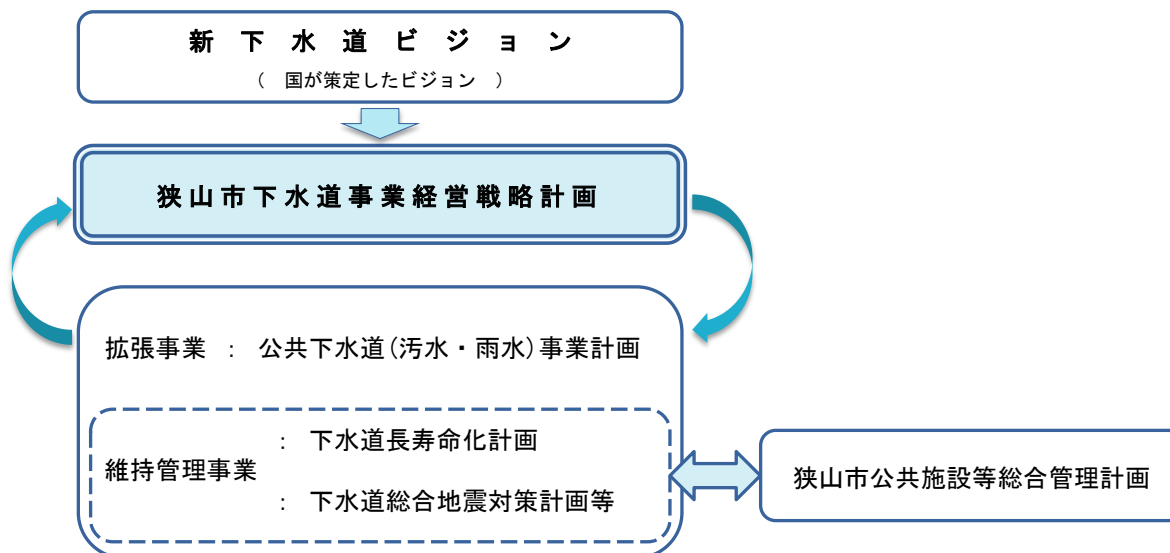 新下水道ビジョン
（　国が策定したビジョン　）
狭山市下水道事業経営戦略計画
拡張事業　：　公共下水道(汚水・雨水)事業計画
：　下水道長寿命化計画
維持管理事業
：　下水道総合地震対策計画等
狭山市公共施設等総合管理計画